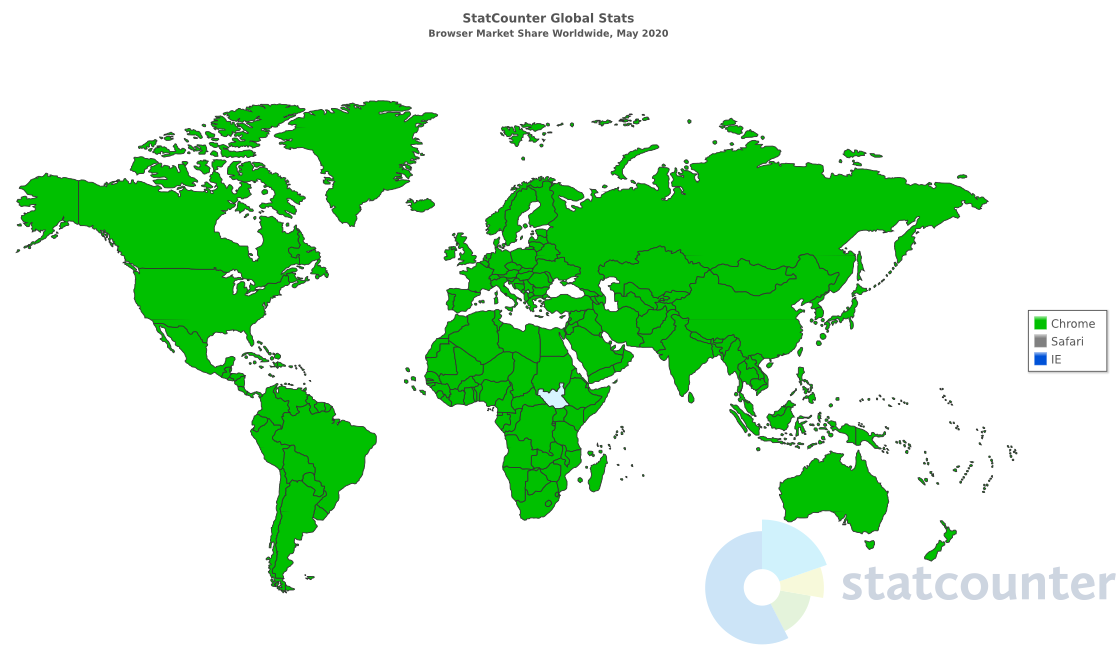 StatCounter Global Stats
Browser Market Share Worldwide, May 2020
Chrome
Safari
IE
statcounter